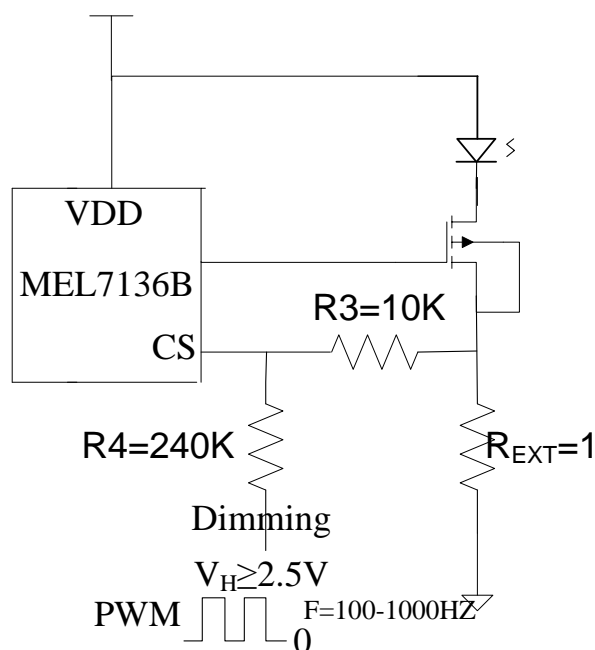 VDD
MEL7136B
R3=10K
CS
R4=240K
REXT=1
Dimming
VH≥2.5V
PWM
F=100-1000HZ
0